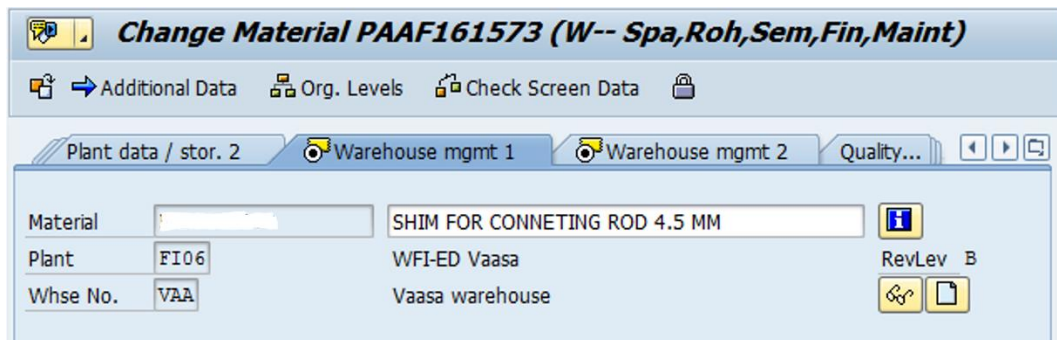 Change Material PAAF161573 (W-- Spa,Roh,Sem,Fin,Maint)
Additional Data Org. Levels Check Screen Data
Plant data / stor. 2 Warehouse mgmt 1 Warehouse mgmt 2 Quality...
Material SHIM FOR CONNETING ROD 4.5 MM
Plant FI06 WFI-ED Vaasa RevLev B
Whse No. VAA Vaasa warehouse